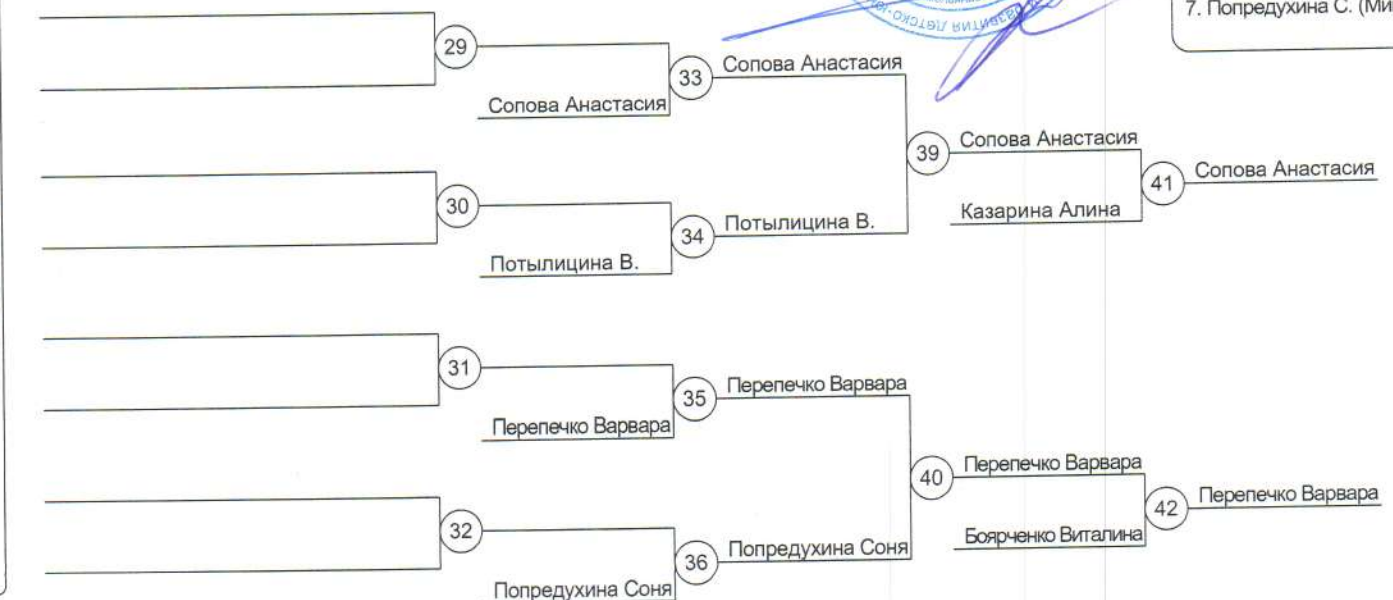 РАЗВИТИЯ ДЕТСКО-
7. Попредухина С. (Ми
29
Сопова Анастасия
33
Сопова Анастасия
39
Сопова Анастасия
30
Потылицина В.
34
Потылицина В.
Казарина Алина
41
Сопова Анастасия
31
Перепечко Варвара
35
Перепечко Варвара
40
Перепечко Варвара
32
Попредухина Соня
36
Попредухина Соня
Боярченко Виталина
42
Перепечко Варвара